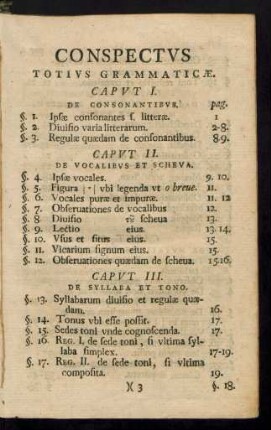 CONSPECTVS
TOTIVS GRAMMATICÆ.
CAPVT I.
DE CONSONANTIBVS. pag.
§. 1. Ipsæ consonantes s. litteræ. 1
§. 2. Diuisio varia litterarum. 2-8.
§. 3. Regulæ quædam de consonantibus. 8.9.
CAPVT II.
DE VOCALIBVS ET SCHEVA.
§. 4. Ipsæ vocales. 9. 10.
§. 5. Figura vbi legenda vt o breue. 11.
§. 6. Vocales puræ et impuræ. 11. 12
§. 7. Obseruationes de vocalibus 12.
§. 8. Diuisio τῦ scheua 13.
§. 9. Lectio eius. 13. 14.
§. 10. Vsus et situs eius. 15.
§. 11. Vicarium signum eius. 15.
§. 12. Obseruationes quædam de scheua. 15.16.
CAPVT III.
DE SYLLABA ET TONO.
§. 13. Syllabarum diuisio et regulæ quæ-
dam. 16.
§. 14. Tonus vbi esse possit. 17.
§. 15. Sedes toni vnde cognoscenda. 17.
§. 16. REG. I. de sede toni, si vltima syl-
laba simplex. 17-19.
§. 17. REG. II. de sede toni, si vltima
composita. 19.
X 3 §. 18.